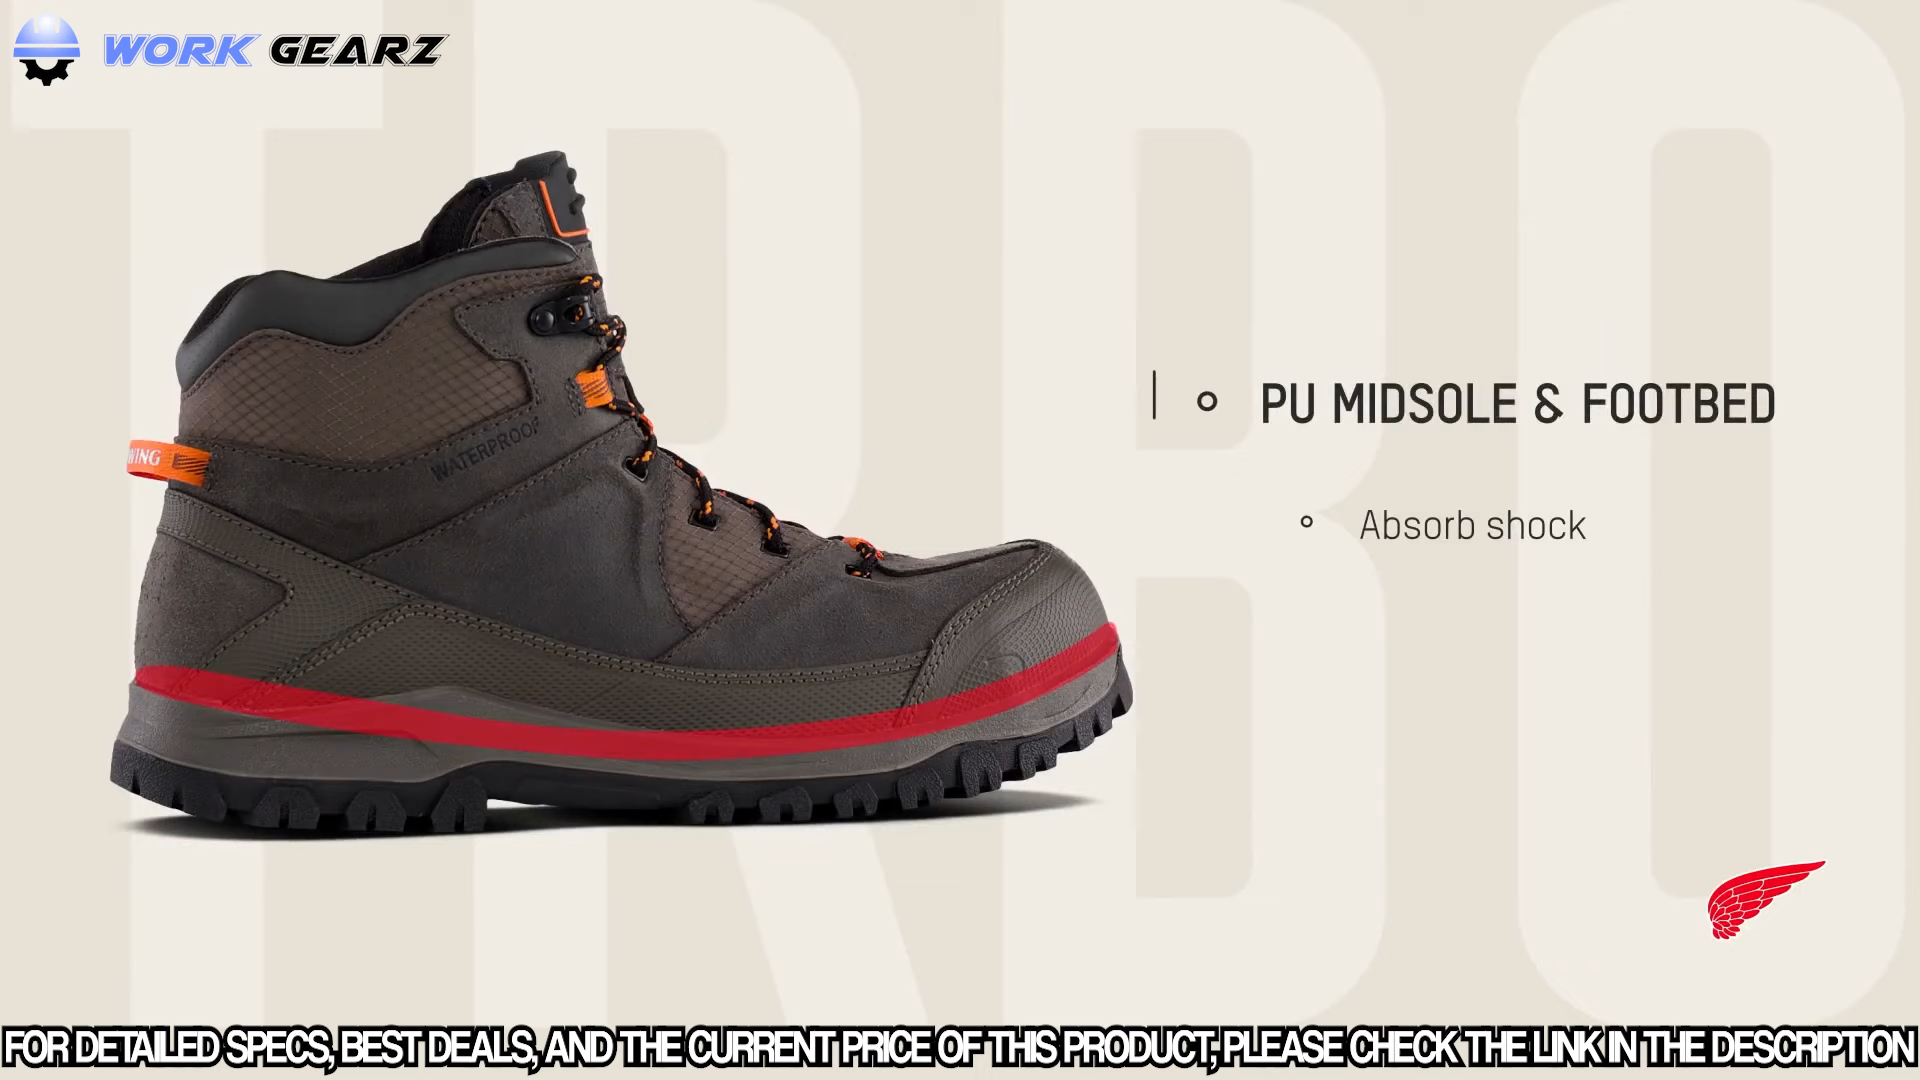 TRBO
WORK GEARZ
WATERPROOF
WING
PU MIDSOLE & FOOTBED
Absorb shock
FOR DETAILED SPECS, BEST DEALS, AND THE CURRENT PRICE OF THIS PRODUCT, PLEASE CHECK THE LINK IN THE DESCRIPTION